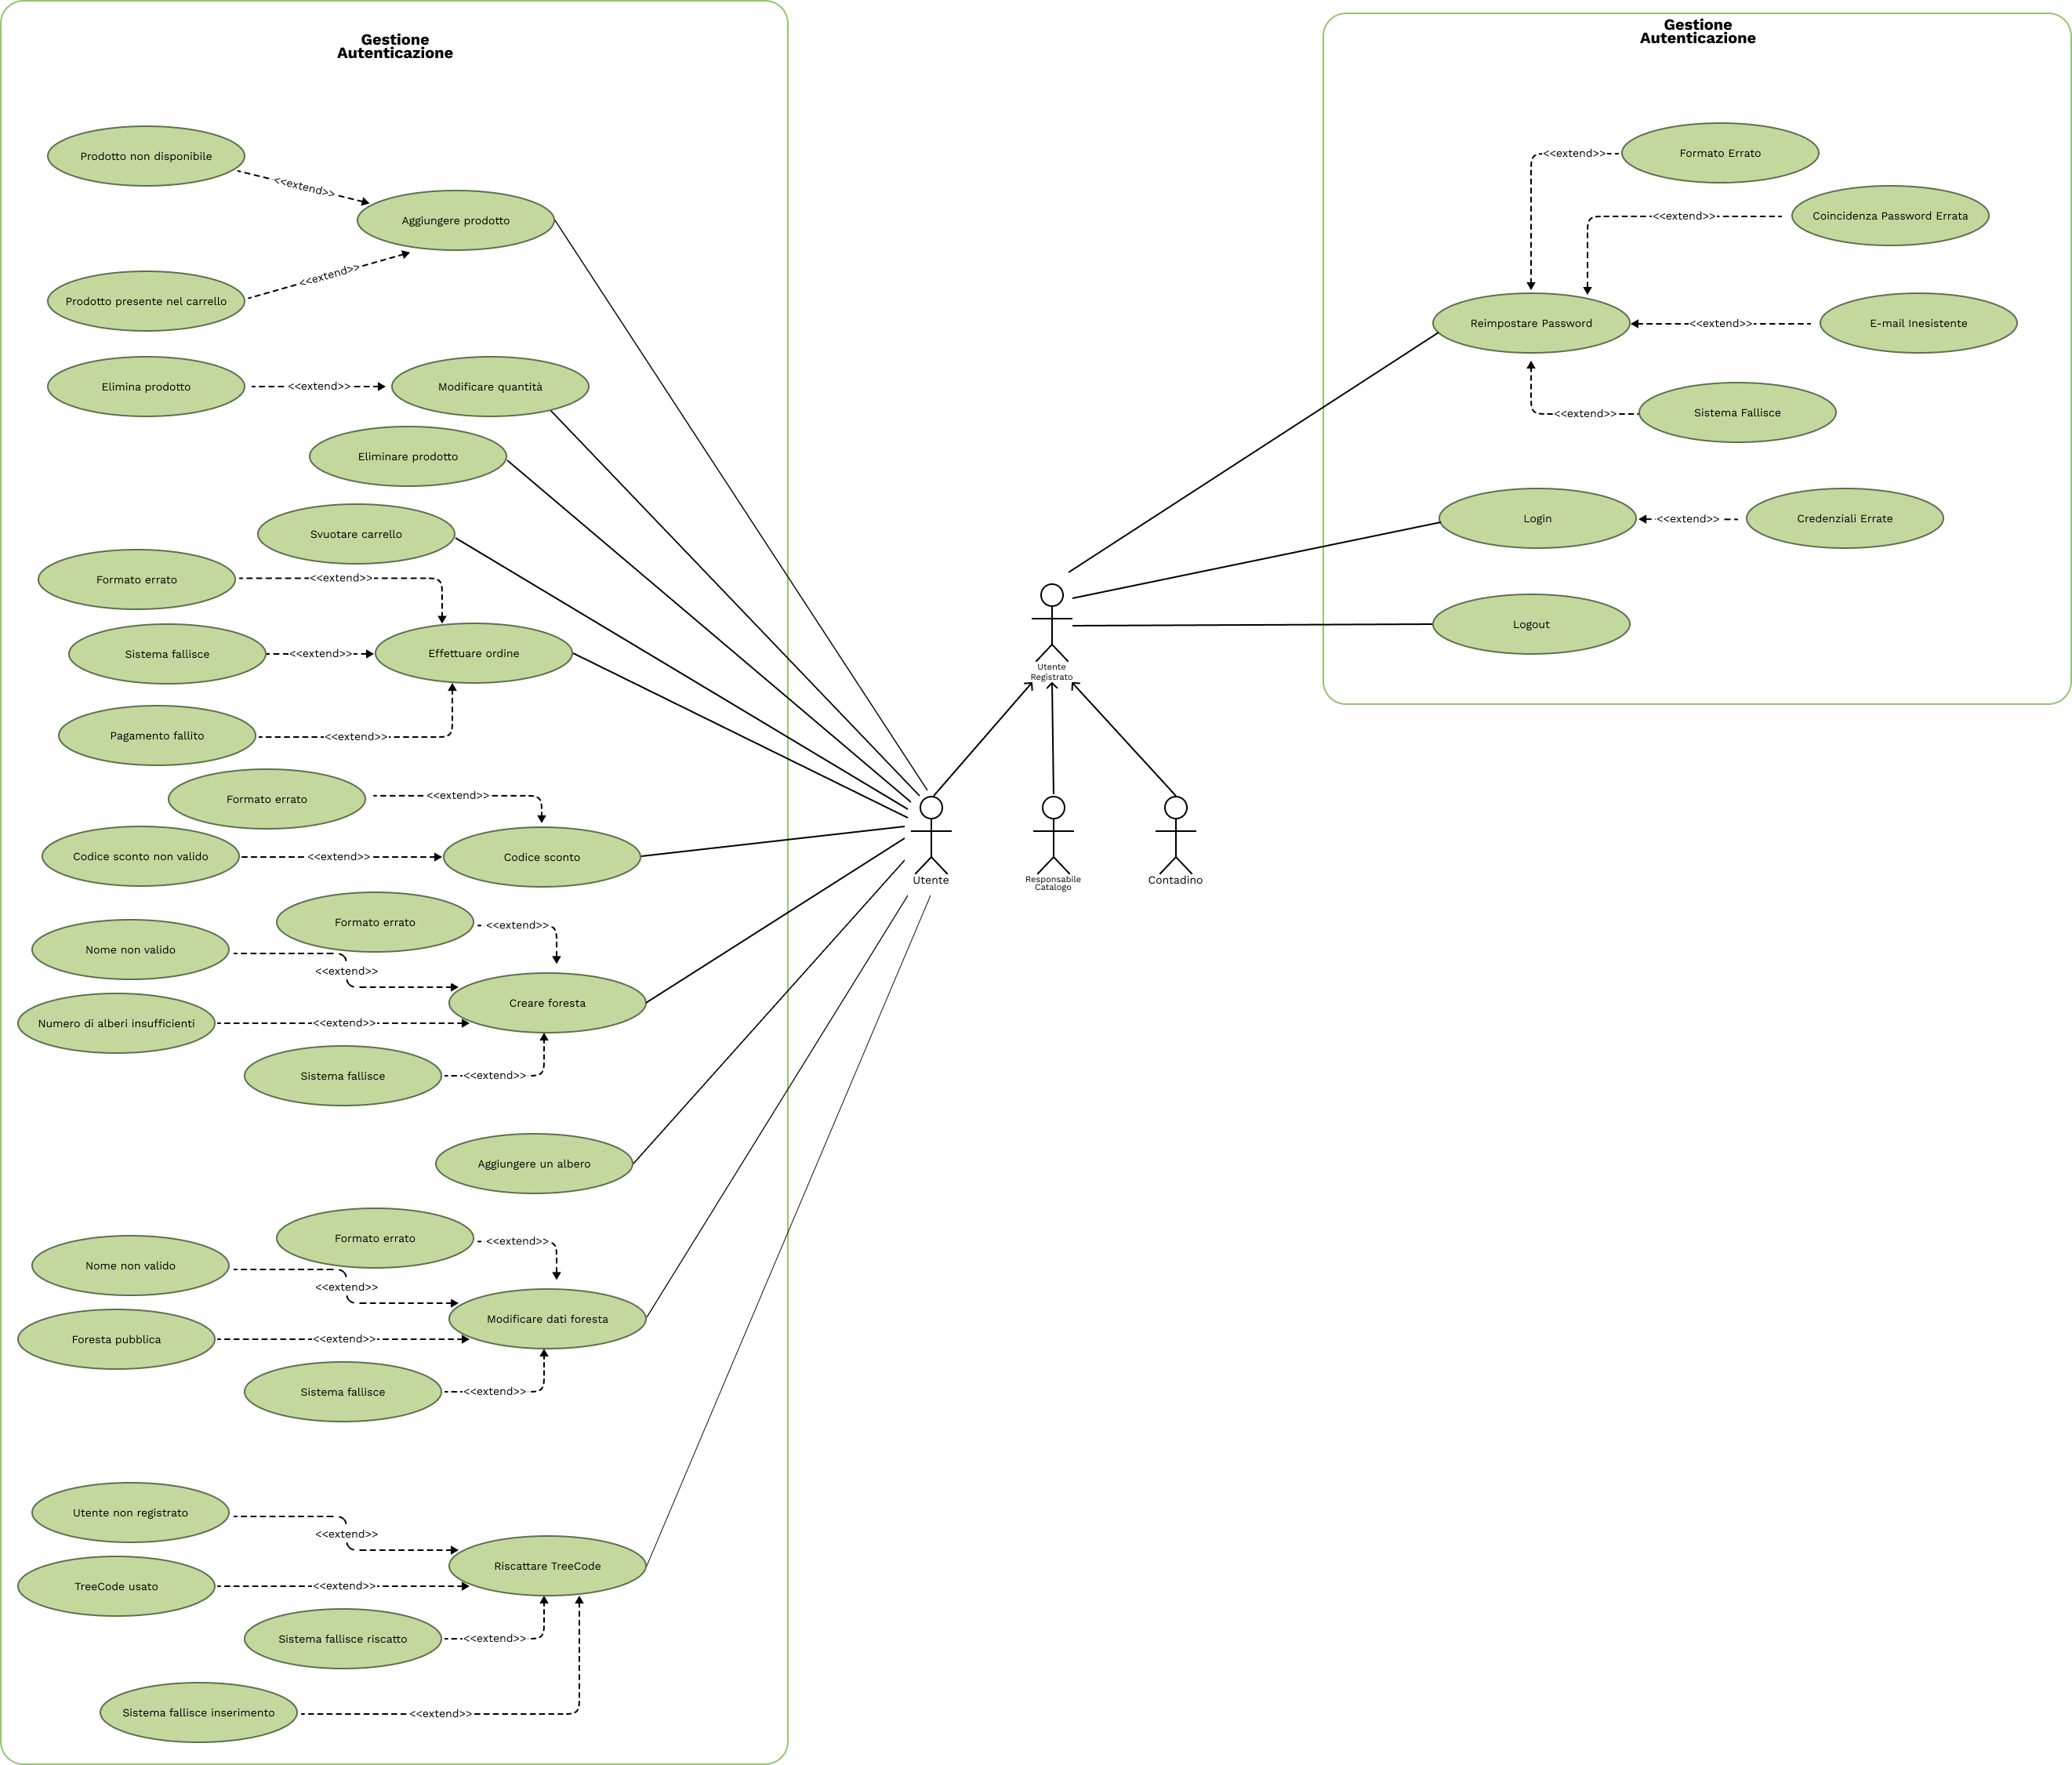 Gestione
Autenticazione
Prodotto non disponibile
<<extend>>
Aggiungere prodotto
<<extend>>
Prodotto presente nel carrello
Elimina prodotto
<<extend>>
Modificare quantità
Eliminare prodotto
Svuotare carrello
Formato errato
<<extend>>
Sistema fallisce
<<extend>>
Effettuare ordine
Pagamento fallito
<<extend>>
Formato errato
<<extend>>
Codice sconto non valido
<<extend>>
Codice sconto
Formato errato
<<extend>>
Nome non valido
<<extend>>
Creare foresta
Numero di alberi insufficienti
<<extend>>
Sistema fallisce
<<extend>>
Aggiungere un albero
Formato errato
<<extend>>
Nome non valido
<<extend>>
Modificare dati foresta
Foresta pubblica
<<extend>>
Sistema fallisce
<<extend>>
Utente non registrato
<<extend>>
Riscattare TreeCode
TreeCode usato
<<extend>>
Sistema fallisce riscatto
<<extend>>
Sistema fallisce inserimento
<<extend>>
Utente
Registrato
Utente
Responsabile
Catalogo
Contadino
Gestione
Autenticazione
<<extend>>
Formato Errato
<<extend>>
Coincidenza Password Errata
Reimpostare Password
<<extend>>
E-mail Inesistente
<<extend>>
Sistema Fallisce
Login
<<extend>>
Credenziali Errate
Logout